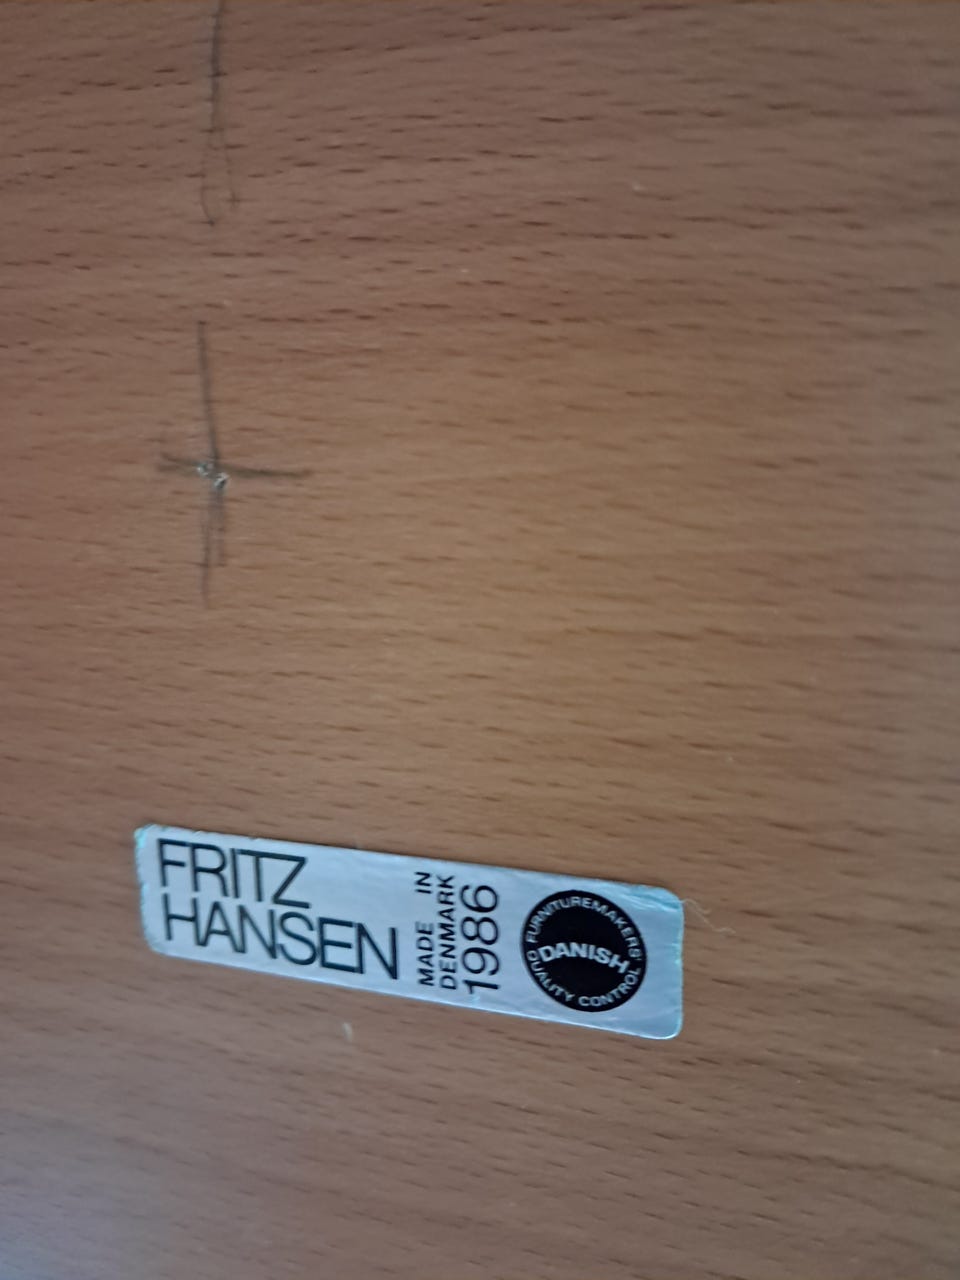 FRITZ
HANSEN
MADE IN
DENMARK
1986
FURNITUREMAKERS'
DANISH
QUALITY CONTROL